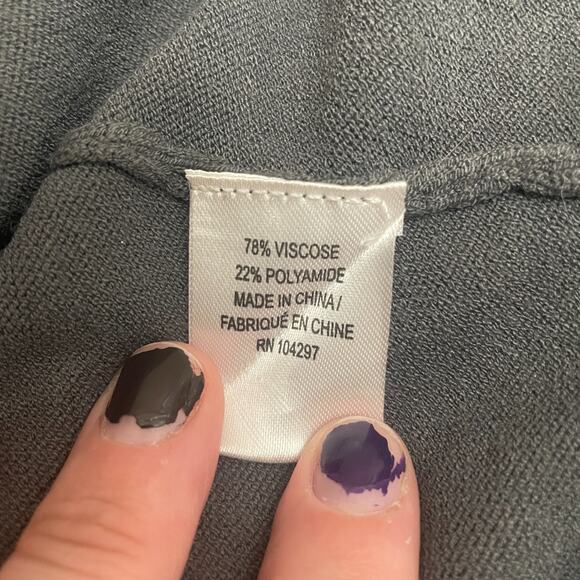 78% VISCOSE
22% POLYAMIDE
MADE IN CHINA/
FABRIQUÉ EN CHINE
RN 104297